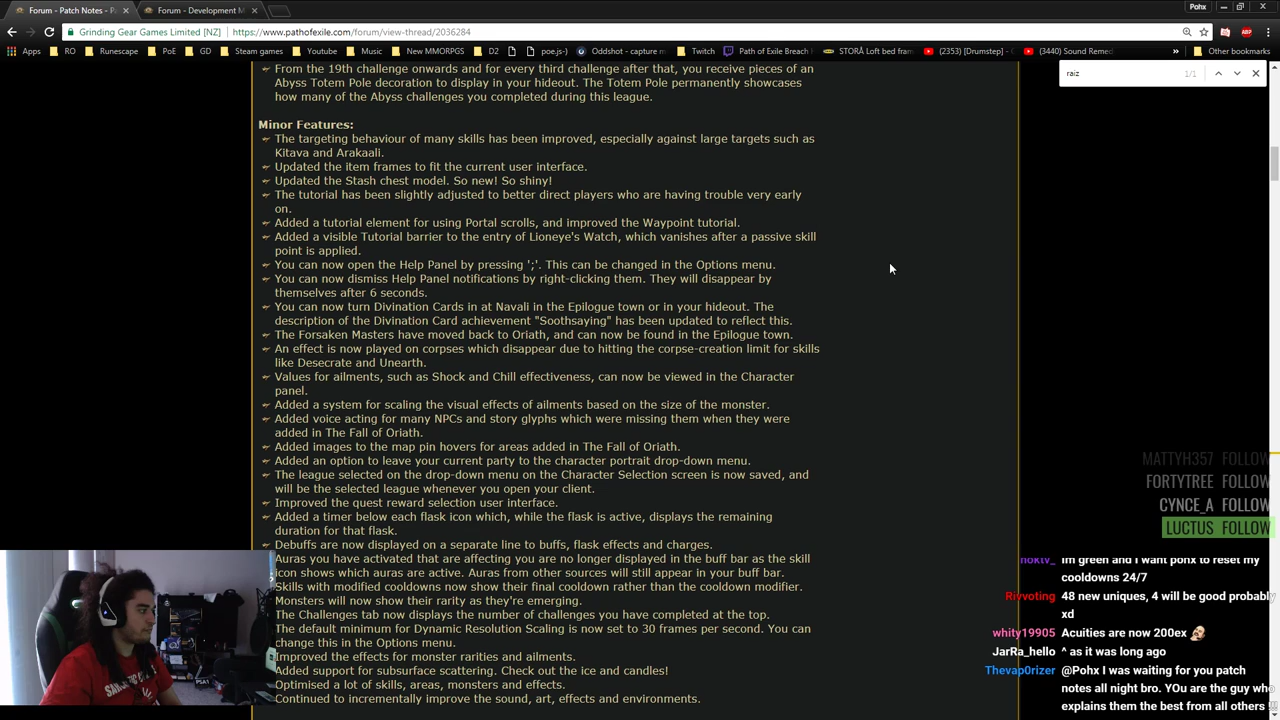 Forum - Patch Notes -
Forum - Development M
Pohx
Grinding Gear Games Limited [NZ]
https://www.pathofexile.com/forum/view-thread/2036284
Apps RO Runescape PoE GD Steam games Youtube Music New MMORPGS D2 poe.js-) Oddshot - capture Twitch Path of Exile Breach STORÅ Loft bed fram (2353) [Drumstep] - (3440) Sound Remed » Other bookmarks
raiz 1/1
From the 19th challenge onwards and for every third challenge after that, you receive pieces of an
Abyss Totem Pole decoration to display in your hideout. The Totem Pole permanently showcases
how many of the Abyss challenges you completed during this league.
Minor Features:
The targeting behaviour of many skills has been improved, especially against large targets such as
Kitava and Arakaali.
Updated the item frames to fit the current user interface.
Updated the Stash chest model. So new! So shiny!
The tutorial has been slightly adjusted to better direct players who are having trouble very early
on.
Added a tutorial element for using Portal scrolls, and improved the Waypoint tutorial.
Added a visible Tutorial barrier to the entry of Lioneye's Watch, which vanishes after a passive skill
point is applied.
You can now open the Help Panel by pressing ';'. This can be changed in the Options menu.
You can now dismiss Help Panel notifications by right-clicking them. They will disappear by
themselves after 6 seconds.
You can now turn Divination Cards in at Navali in the Epilogue town or in your hideout. The
description of the Divination Card achievement "Soothsaying" has been updated to reflect this.
The Forsaken Masters have moved back to Oriath, and can now be found in the Epilogue town.
An effect is now played on corpses which disappear due to hitting the corpse-creation limit for skills
like Desecrate and Unearth.
Values for ailments, such as Shock and Chill effectiveness, can now be viewed in the Character
panel.
Added a system for scaling the visual effects of ailments based on the size of the monster.
Added voice acting for many NPCs and story glyphs which were missing them when they were
added in The Fall of Oriath.
Added images to the map pin hovers for areas added in The Fall of Oriath.
Added an option to leave your current party to the character portrait drop-down menu.
The league selected on the drop-down menu on the Character Selection screen is now saved, and
will be the selected league whenever you open your client.
Improved the quest reward selection user interface.
Added a timer below each flask icon which, while the flask is active, displays the remaining
duration for that flask.
Debuffs are now displayed on a separate line to buffs, flask effects and charges.
Auras you have activated that are affecting you are no longer displayed in the buff bar as the skill
icon shows which auras are active. Auras from other sources will still appear in your buff bar.
Skills with modified cooldowns now show their final cooldown rather than the cooldown modifier.
Monsters will now show their rarity as they're emerging.
The Challenges tab now displays the number of challenges you have completed at the top.
The default minimum for Dynamic Resolution Scaling is now set to 30 frames per second. You can
change this in the Options menu.
Improved the effects for monster rarities and ailments.
Added support for subsurface scattering. Check out the ice and candles!
Optimised a lot of skills, areas, monsters and effects.
Continued to incrementally improve the sound, art, effects and environments.
MATTYH357 FOLLOW
FORTYTREE FOLLOW
CYNCE_A FOLLOW
LUCTUS FOLLOW
noktv_ Im green and I want pohx to reset my
cooldowns 24/7
Riyvoting 48 new uniques, 4 will be good probably
xd
whity19905 Acuities are now 200ex
JarRa_hello ^ as it was long ago
Thevap0rizer @Pohx I was waiting for you patch
notes all night bro. YOu are the guy who
explains them the best from all others !!